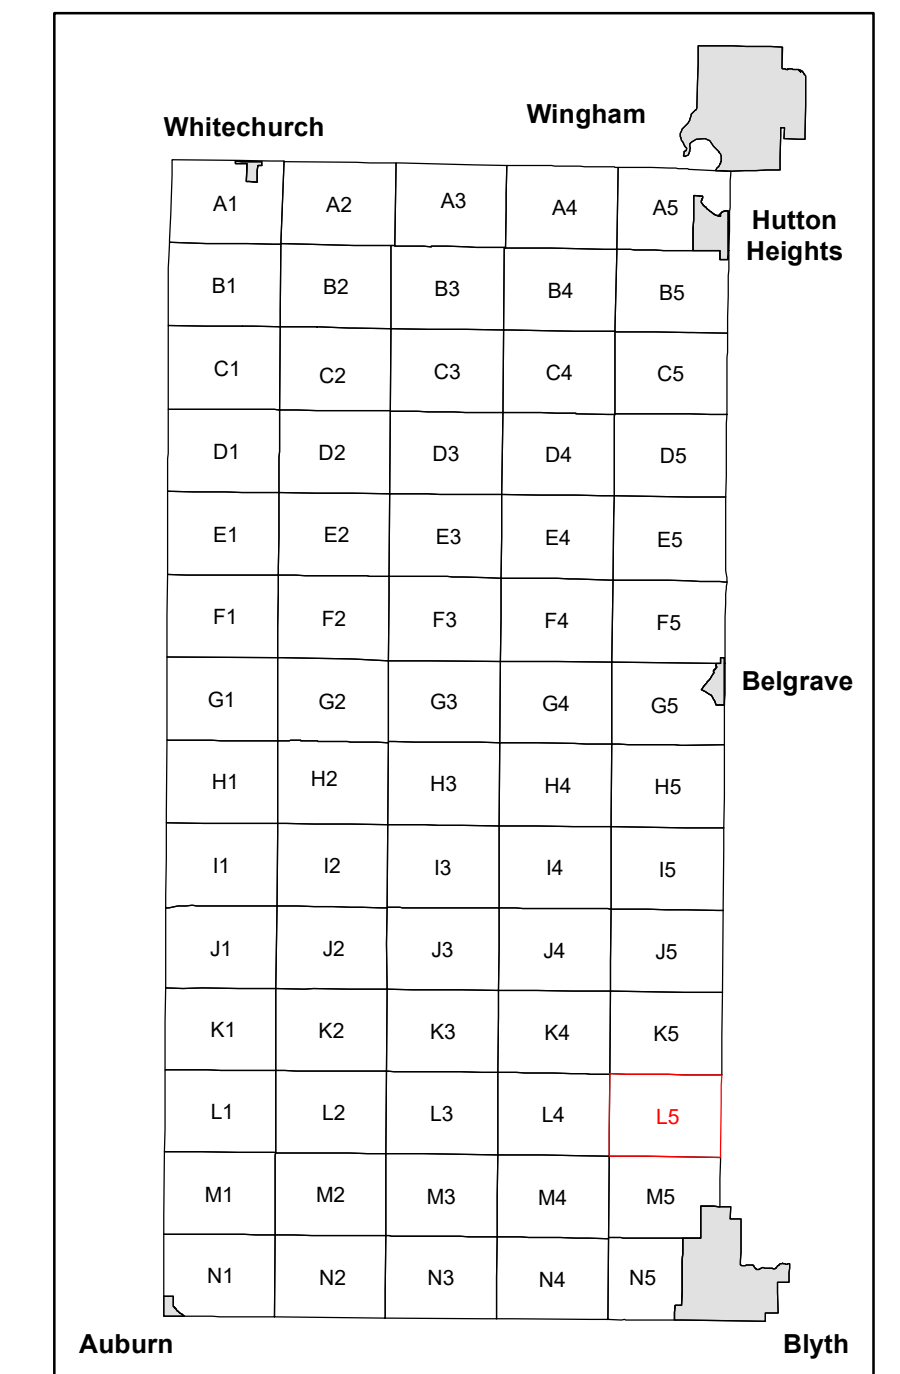 Wingham
Whitechurch
A1 A2 A3 A4 A5
Hutton
Heights
B1 B2 B3 B4 B5
C1 C2 C3 C4 C5
D1 D2 D3 D4 D5
E1 E2 E3 E4 E5
F1 F2 F3 F4 F5
Belgrave
G1 G2 G3 G4 G5
H1 H2 H3 H4 H5
I1 I2 I3 I4 I5
J1 J2 J3 J4 J5
K1 K2 K3 K4 K5
L1 L2 L3 L4 L5
M1 M2 M3 M4 M5
N1 N2 N3 N4 N5
Auburn Blyth